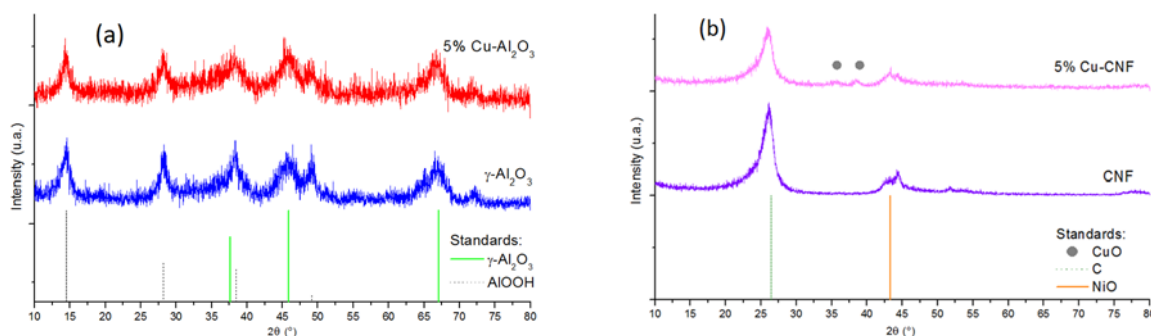 (a)
5% Cu-Al₂O₃
γ-Al₂O₃
Standards:
γ-Al₂O₃
AlOOH
Intensity (u.a.)
10 15 20 25 30 35 40 45 50 55 60 65 70 75 80
2θ (°)
(b)
5% Cu-CNF
CNF
Standards:
CuO
C
NiO
Intensity (u.a.)
10 15 20 25 30 35 40 45 50 55 60 65 70 75 80
2θ (°)